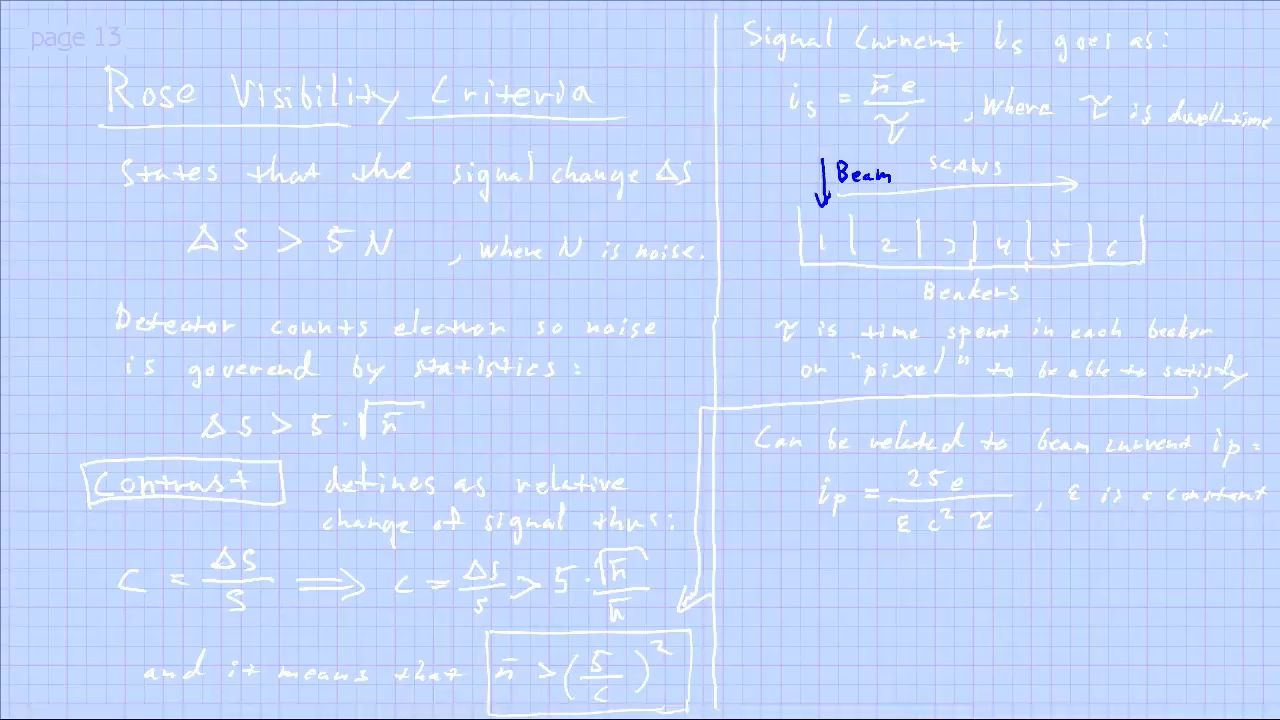 page 13
Rose Visibility Criteria
states that the signal change ΔS
ΔS > 5N , where N is noise.
Detector counts electron so noise
is goverend by statistics:
ΔS > 5·√n̄
Contrast defines as relative
change of signal thus:
C = ΔS/S ⟹ C = ΔS/S > 5·√n̄/n̄
and it means that n̄ > (5/C)²
Signal current is goes as:
is = n̄e/τ , where τ is dwell-time
Beam scans
1 2 3 4 5 6
Beakers
τ is time spent in each beaker
or "pixel" to be able to satisfy
Can be related to beam current ip =
ip = 25e/(ε c² τ) , ε is a constant